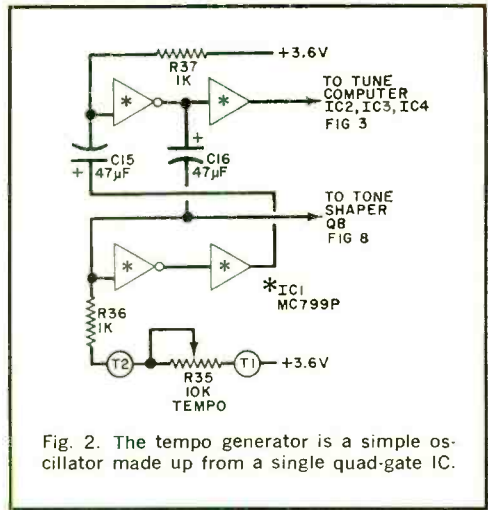 +3.6V
R37
1K
TO TUNE
COMPUTER
IC2, IC3, IC4
FIG 3
*
*
+
C15
47µF
+
C16
47µF
TO TONE
SHAPER
Q8
FIG 8
*
*
*IC1
MC799P
R36
1K
T2
T1
+3.6V
R35
10K
TEMPO
Fig. 2. The tempo generator is a simple os-
cillator made up from a single quad-gate IC.